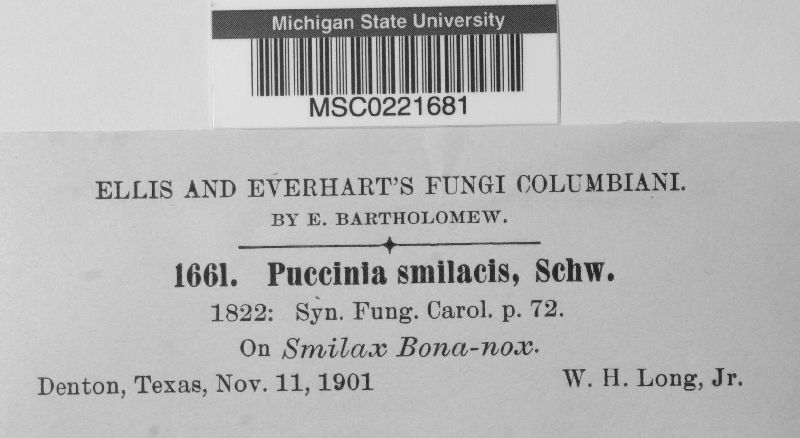 Michigan State University
MSC0221681
ELLIS AND EVERHART'S FUNGI COLUMBIANI.
BY E. BARTHOLOMEW.
1661. Puccinia smilacis, Schw.
1822: Syn. Fung. Carol. p. 72.
On Smilax Bona-nox.
Denton, Texas, Nov. 11, 1901 W. H. Long, Jr.